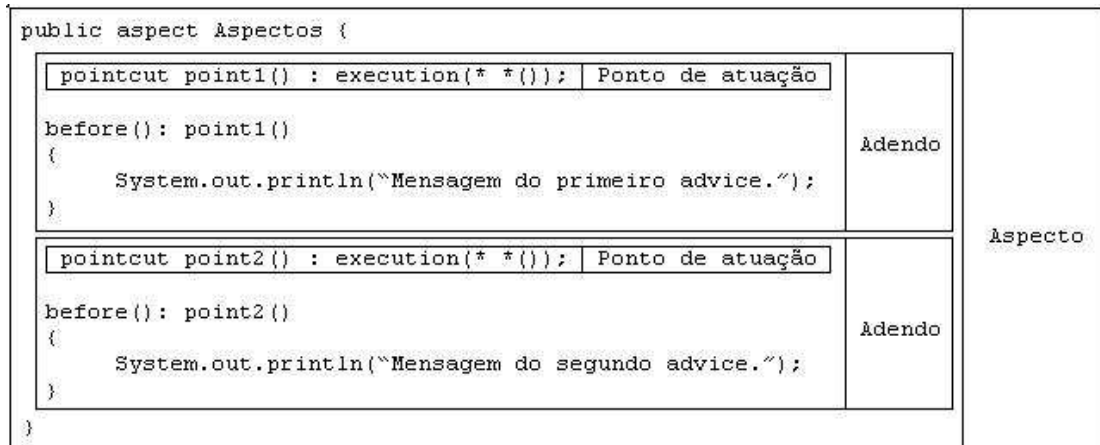 public aspect Aspectos {
pointcut point1() : execution(* *()); Ponto de atuação
before(): point1()
{
System.out.println(“Mensagem do primeiro advice.”);
}
Adendo
pointcut point2() : execution(* *()); Ponto de atuação
before(): point2()
{
System.out.println(“Mensagem do segundo advice.”);
}
Adendo
}
Aspecto